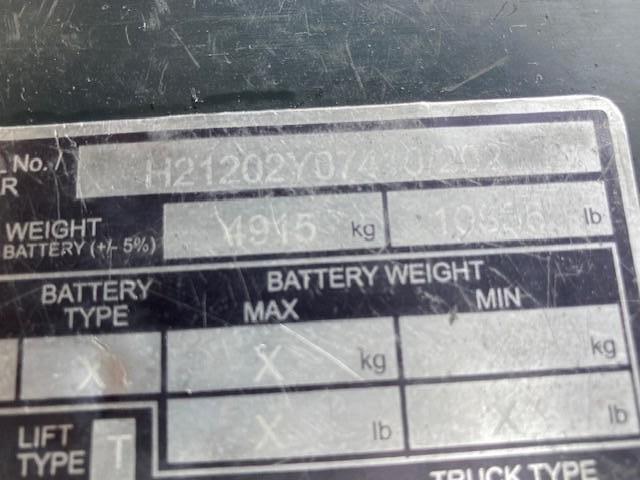 L No./
R
H21202Y074
WEIGHT
BATTERY (+/- 5%)
4915 kg
lb
BATTERY WEIGHT
BATTERY
TYPE
MAX
MIN
X
X kg
kg
X lb
X lb
LIFT
TYPE
T
TRUCK TYPE